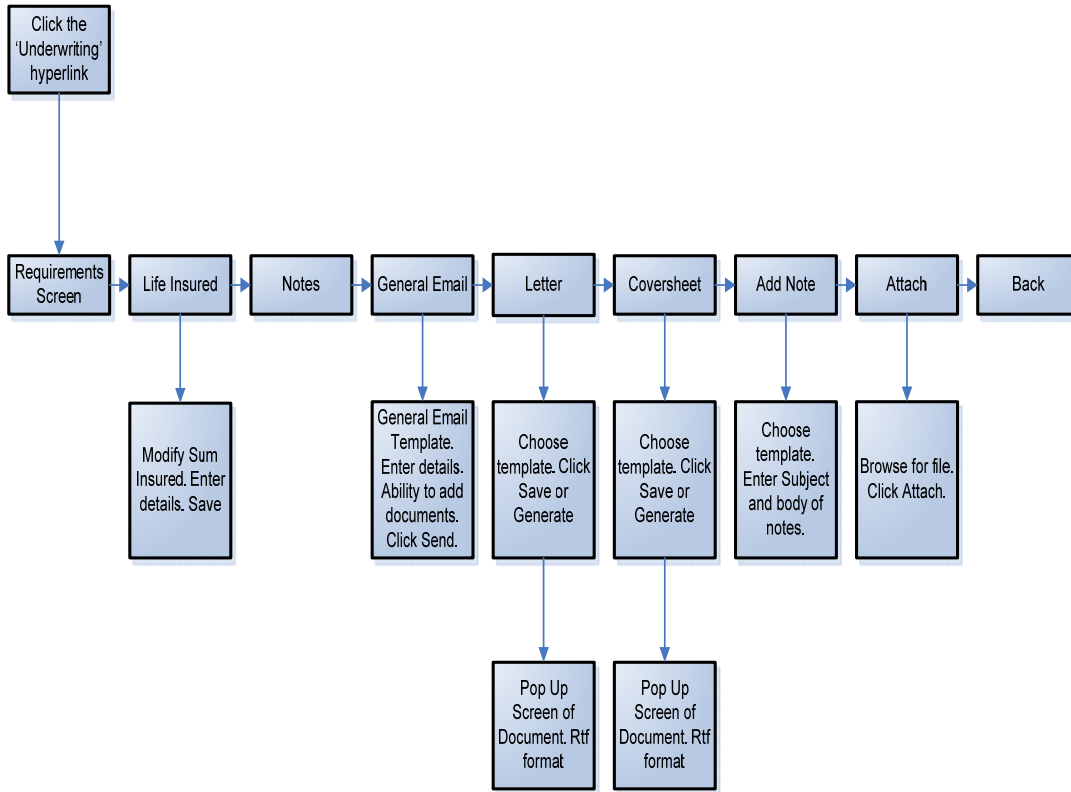 Click the
‘Underwriting’
hyperlink
Requirements
Screen
Life Insured
Notes
General Email
Letter
Coversheet
Add Note
Attach
Back
Modify Sum
Insured. Enter
details. Save
General Email
Template.
Enter details.
Ability to add
documents.
Click Send.
Choose
template. Click
Save or
Generate
Choose
template. Click
Save or
Generate
Choose
template.
Enter Subject
and body of
notes.
Browse for file.
Click Attach.
Pop Up
Screen of
Document. Rtf
format
Pop Up
Screen of
Document. Rtf
format